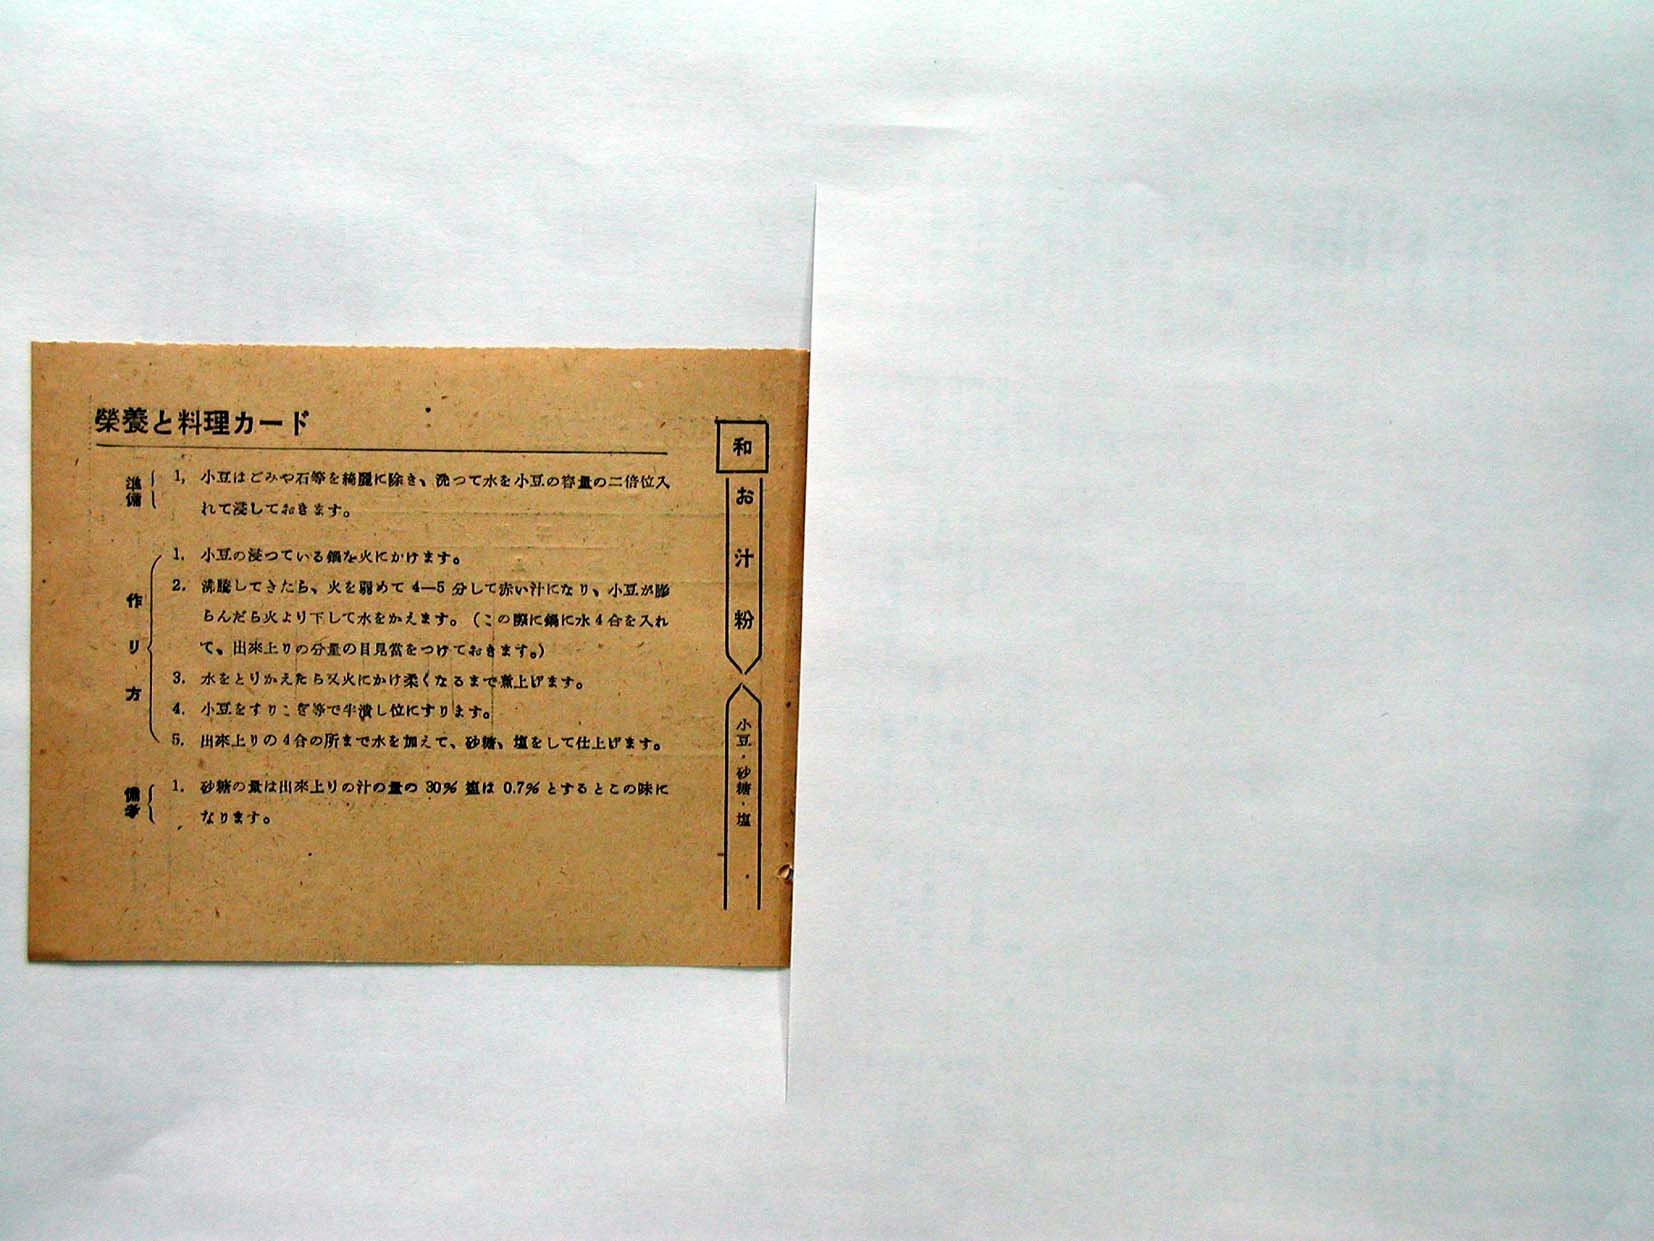 榮養と料理カード
準備
1. 小豆はごみや石等を綺麗に除き、洗つて水を小豆の容量の二倍位入
れて浸しておきます。
作り方
1. 小豆の浸つている鍋を火にかけます。
2. 沸騰してきたら、火を弱めて 4—5 分して赤い汁になり、小豆が膨
らんだら火より下して水をかえます。(この際に鍋に水4合を入れ
て、出來上りの分量の目見當をつけておきます。)
3. 水をとりかえたら又火にかけ柔くなるまで煮上げます。
4. 小豆をすりこぎ等で半潰し位にすります。
5. 出來上りの4合の所まで水を加えて、砂糖、塩をして仕上げます。
備考
1. 砂糖の量は出來上りの汁の量の 30% 塩は 0.7% とするとこの味に
なります。
和
お汁粉
小豆・砂糖・塩